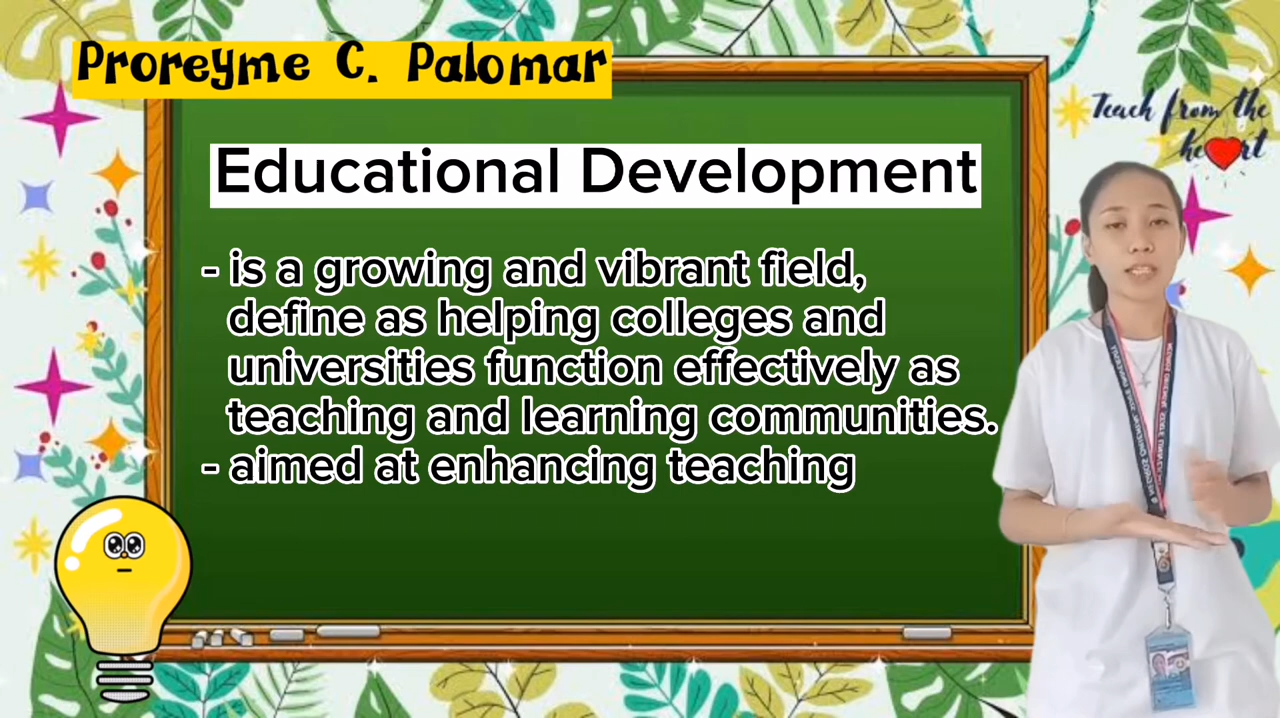 Proreyme C. Palomar
Teach from the
heart
Educational Development
- is a growing and vibrant field,
define as helping colleges and
universities function effectively as
teaching and learning communities.
- aimed at enhancing teaching